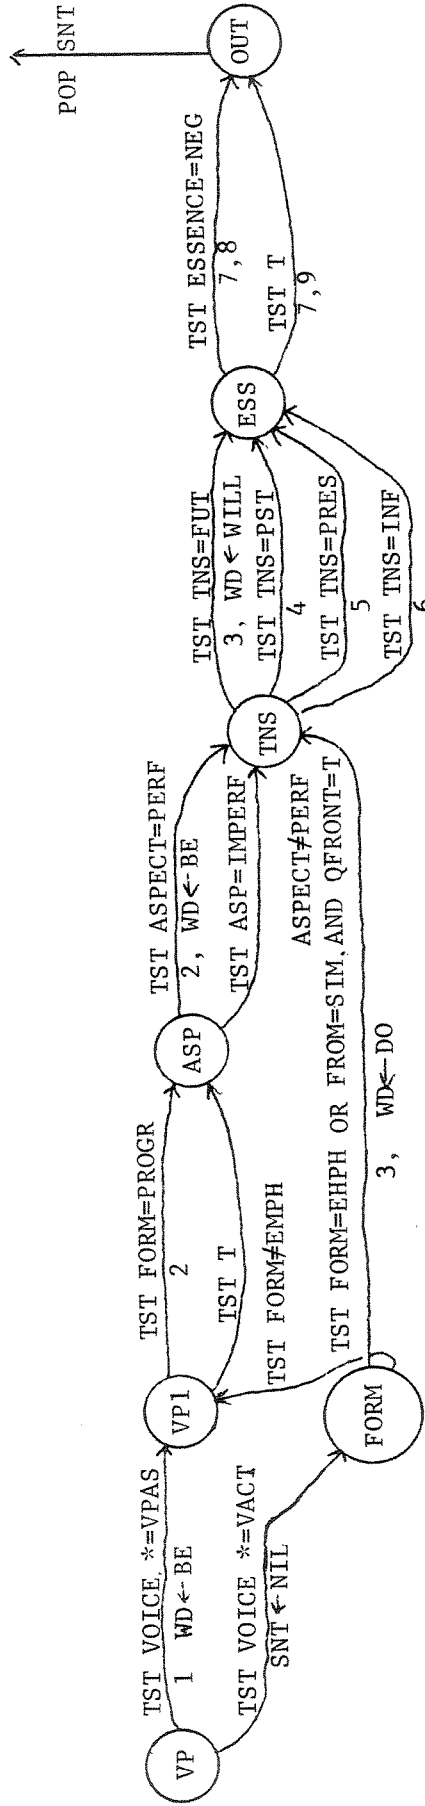 VP
TST VOICE *=VPAS
1 WD←BE
TST VOICE *=VACT
SNT←NIL
VP1
FORM
TST FORM=PROGR
2
TST T
TST FORM≠EMPH
ASP
TST ASPECT=PERF
2, WD←BE
TST ASP=IMPERF
ASPECT≠PERF
TST FORM=EHPH OR FROM=SIM, AND QFRONT=T
3, WD←DO
TNS
TST TNS=FUT
3, WD←WILL
TST TNS=PST
4
TST TNS=PRES
5
TST TNS=INF
6
ESS
TST ESSENCE=NEG
7,8
TST T
7,9
OUT
POP SNT